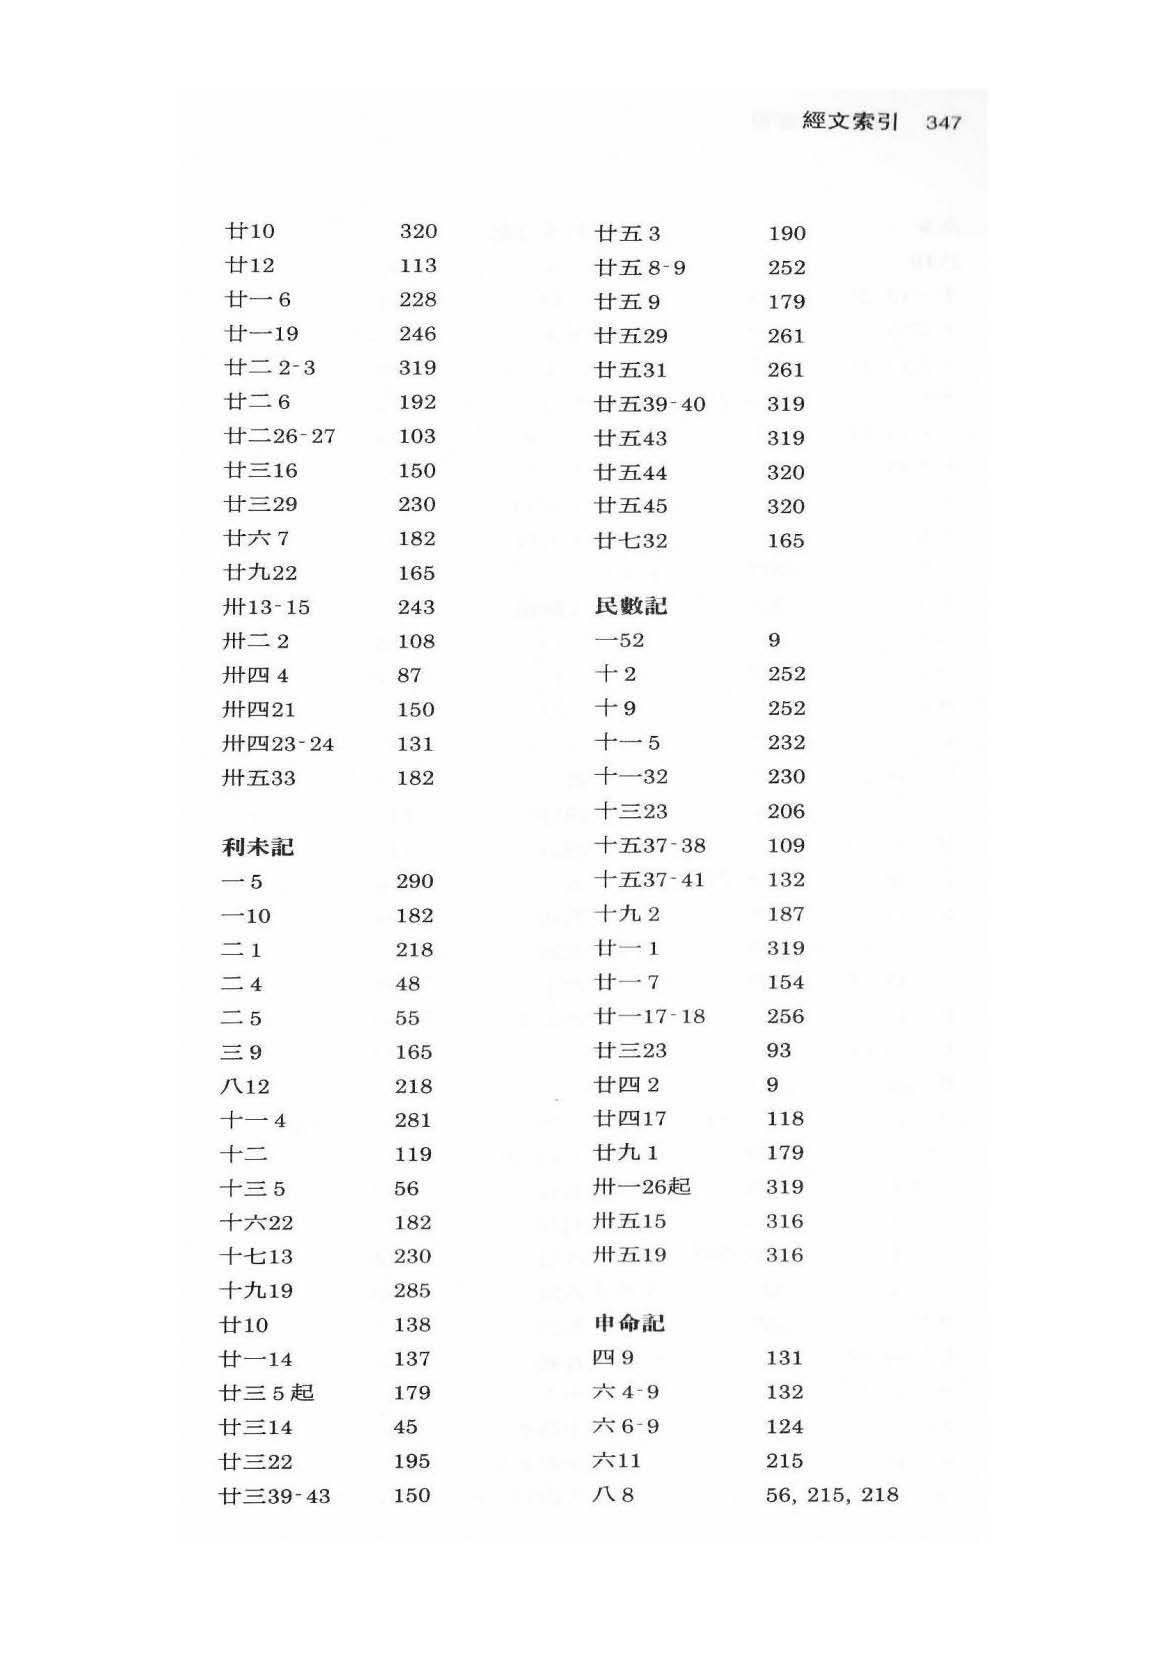 經文索引 347
廿10 320
廿12 113
廿一6 228
廿一19 246
廿二2-3 319
廿二6 192
廿二26-27 103
廿三16 150
廿三29 230
廿六7 182
廿九22 165
卅13-15 243
卅二2 108
卅四4 87
卅四21 150
卅四23-24 131
卅五33 182
利未記
一5 290
一10 182
二1 218
二4 48
二5 55
三9 165
八12 218
十一4 281
十二 119
十三5 56
十六22 182
十七13 230
十九19 285
廿10 138
廿一14 137
廿三5起 179
廿三14 45
廿三22 195
廿三39-43 150
廿五3 190
廿五8-9 252
廿五9 179
廿五29 261
廿五31 261
廿五39-40 319
廿五43 319
廿五44 320
廿五45 320
廿七32 165
民數記
一52 9
十2 252
十9 252
十一5 232
十一32 230
十三23 206
十五37-38 109
十五37-41 132
十九2 187
廿一1 319
廿一7 154
廿一17-18 256
廿三23 93
廿四2 9
廿四17 118
廿九1 179
卅一26起 319
卅五15 316
卅五19 316
申命記
四9 131
六4-9 132
六6-9 124
六11 215
八8 56, 215, 218